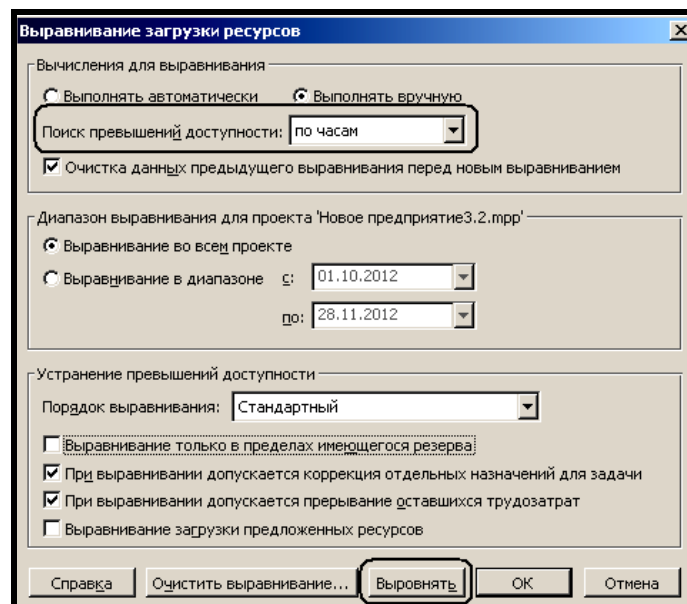 Выравнивание загрузки ресурсов
Вычисления для выравнивания
Выполнять автоматически Выполнять вручную
Поиск превышений доступности: по часам
Очистка данных предыдущего выравнивания перед новым выравниванием
Диапазон выравнивания для проекта 'Новое предприятие3.2.mpp'
Выравнивание во всем проекте
Выравнивание в диапазоне с: 01.10.2012
по: 28.11.2012
Устранение превышений доступности
Порядок выравнивания: Стандартный
Выравнивание только в пределах имеющегося резерва
При выравнивании допускается коррекция отдельных назначений для задачи
При выравнивании допускается прерывание оставшихся трудозатрат
Выравнивание загрузки предложенных ресурсов
Справка Очистить выравнивание... Выровнять ОК Отмена